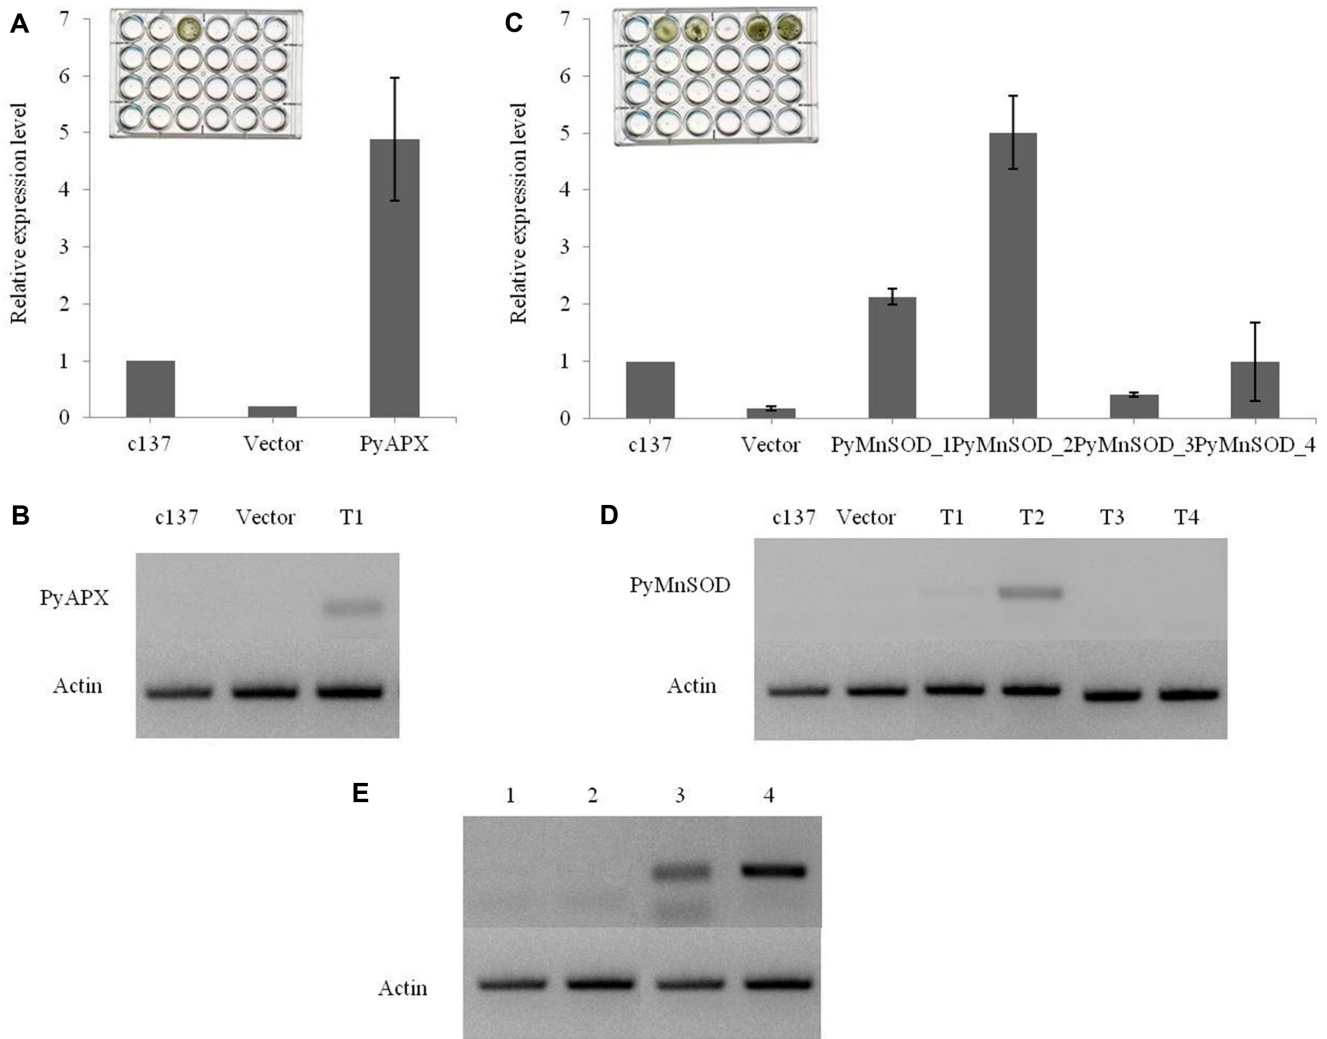 A
7
6
5
4
3
2
1
0
Relative expression level
c137 Vector PyAPX
C
7
6
5
4
3
2
1
0
Relative expression level
c137 Vector PyMnSOD_1PyMnSOD_2PyMnSOD_3PyMnSOD_4
B
c137 Vector T1
PyAPX
Actin
D
c137 Vector T1 T2 T3 T4
PyMnSOD
Actin
E
1 2 3 4
Actin